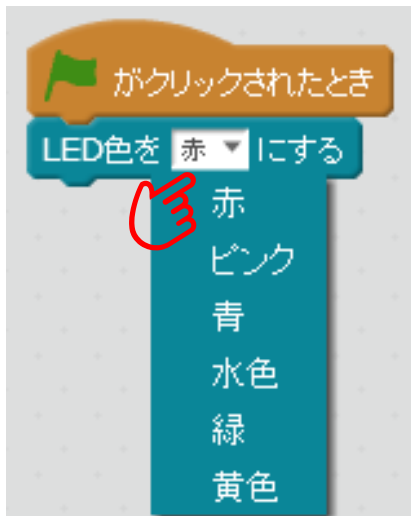 がクリックされたとき
LED色を 赤 にする
赤
ピンク
青
水色
緑
黄色